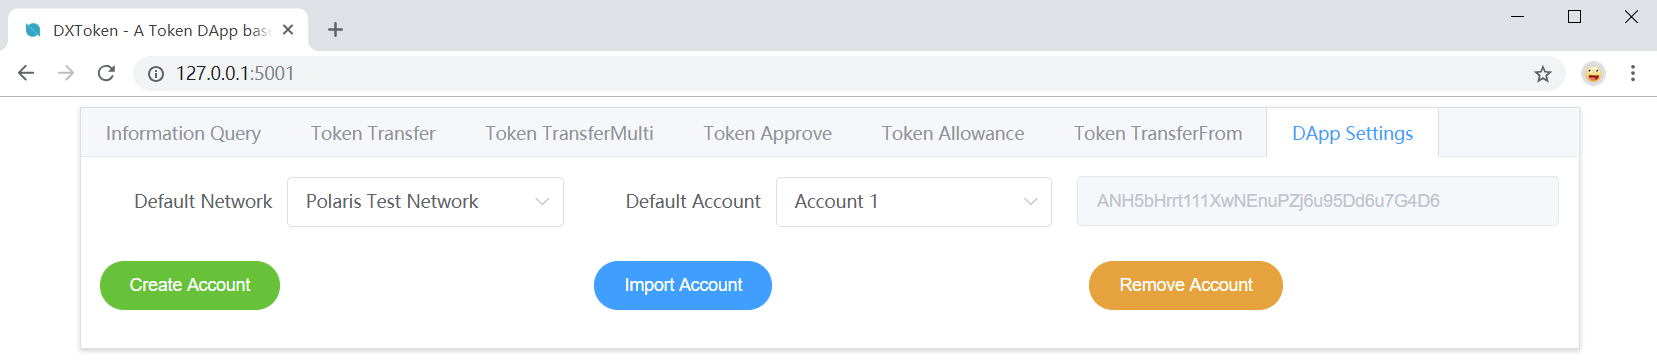 DXToken - A Token DApp base
127.0.0.1:5001
Information Query Token Transfer Token TransferMulti Token Approve Token Allowance Token TransferFrom DApp Settings
Default Network Polaris Test Network Default Account Account 1 ANH5bHrrt111XwNEnuPZj6u95Dd6u7G4D6
Create Account Import Account Remove Account